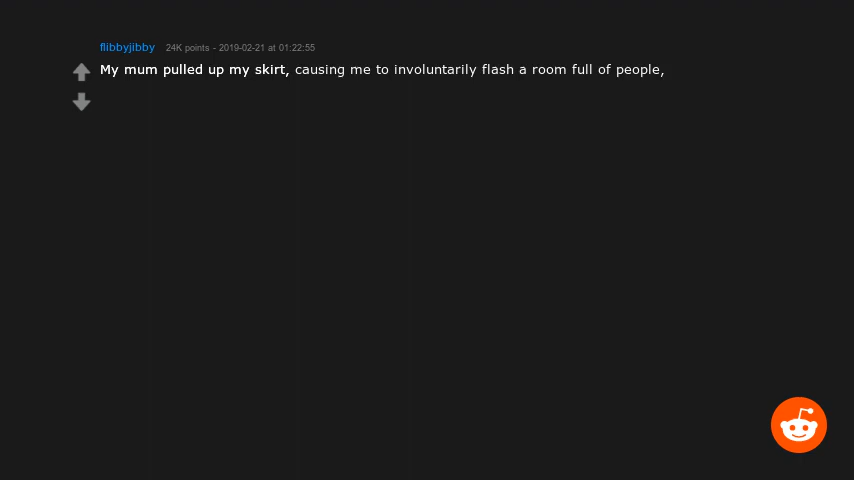 flibbyjibby 24K points - 2019-02-21 at 01:22:55
My mum pulled up my skirt, causing me to involuntarily flash a room full of people,